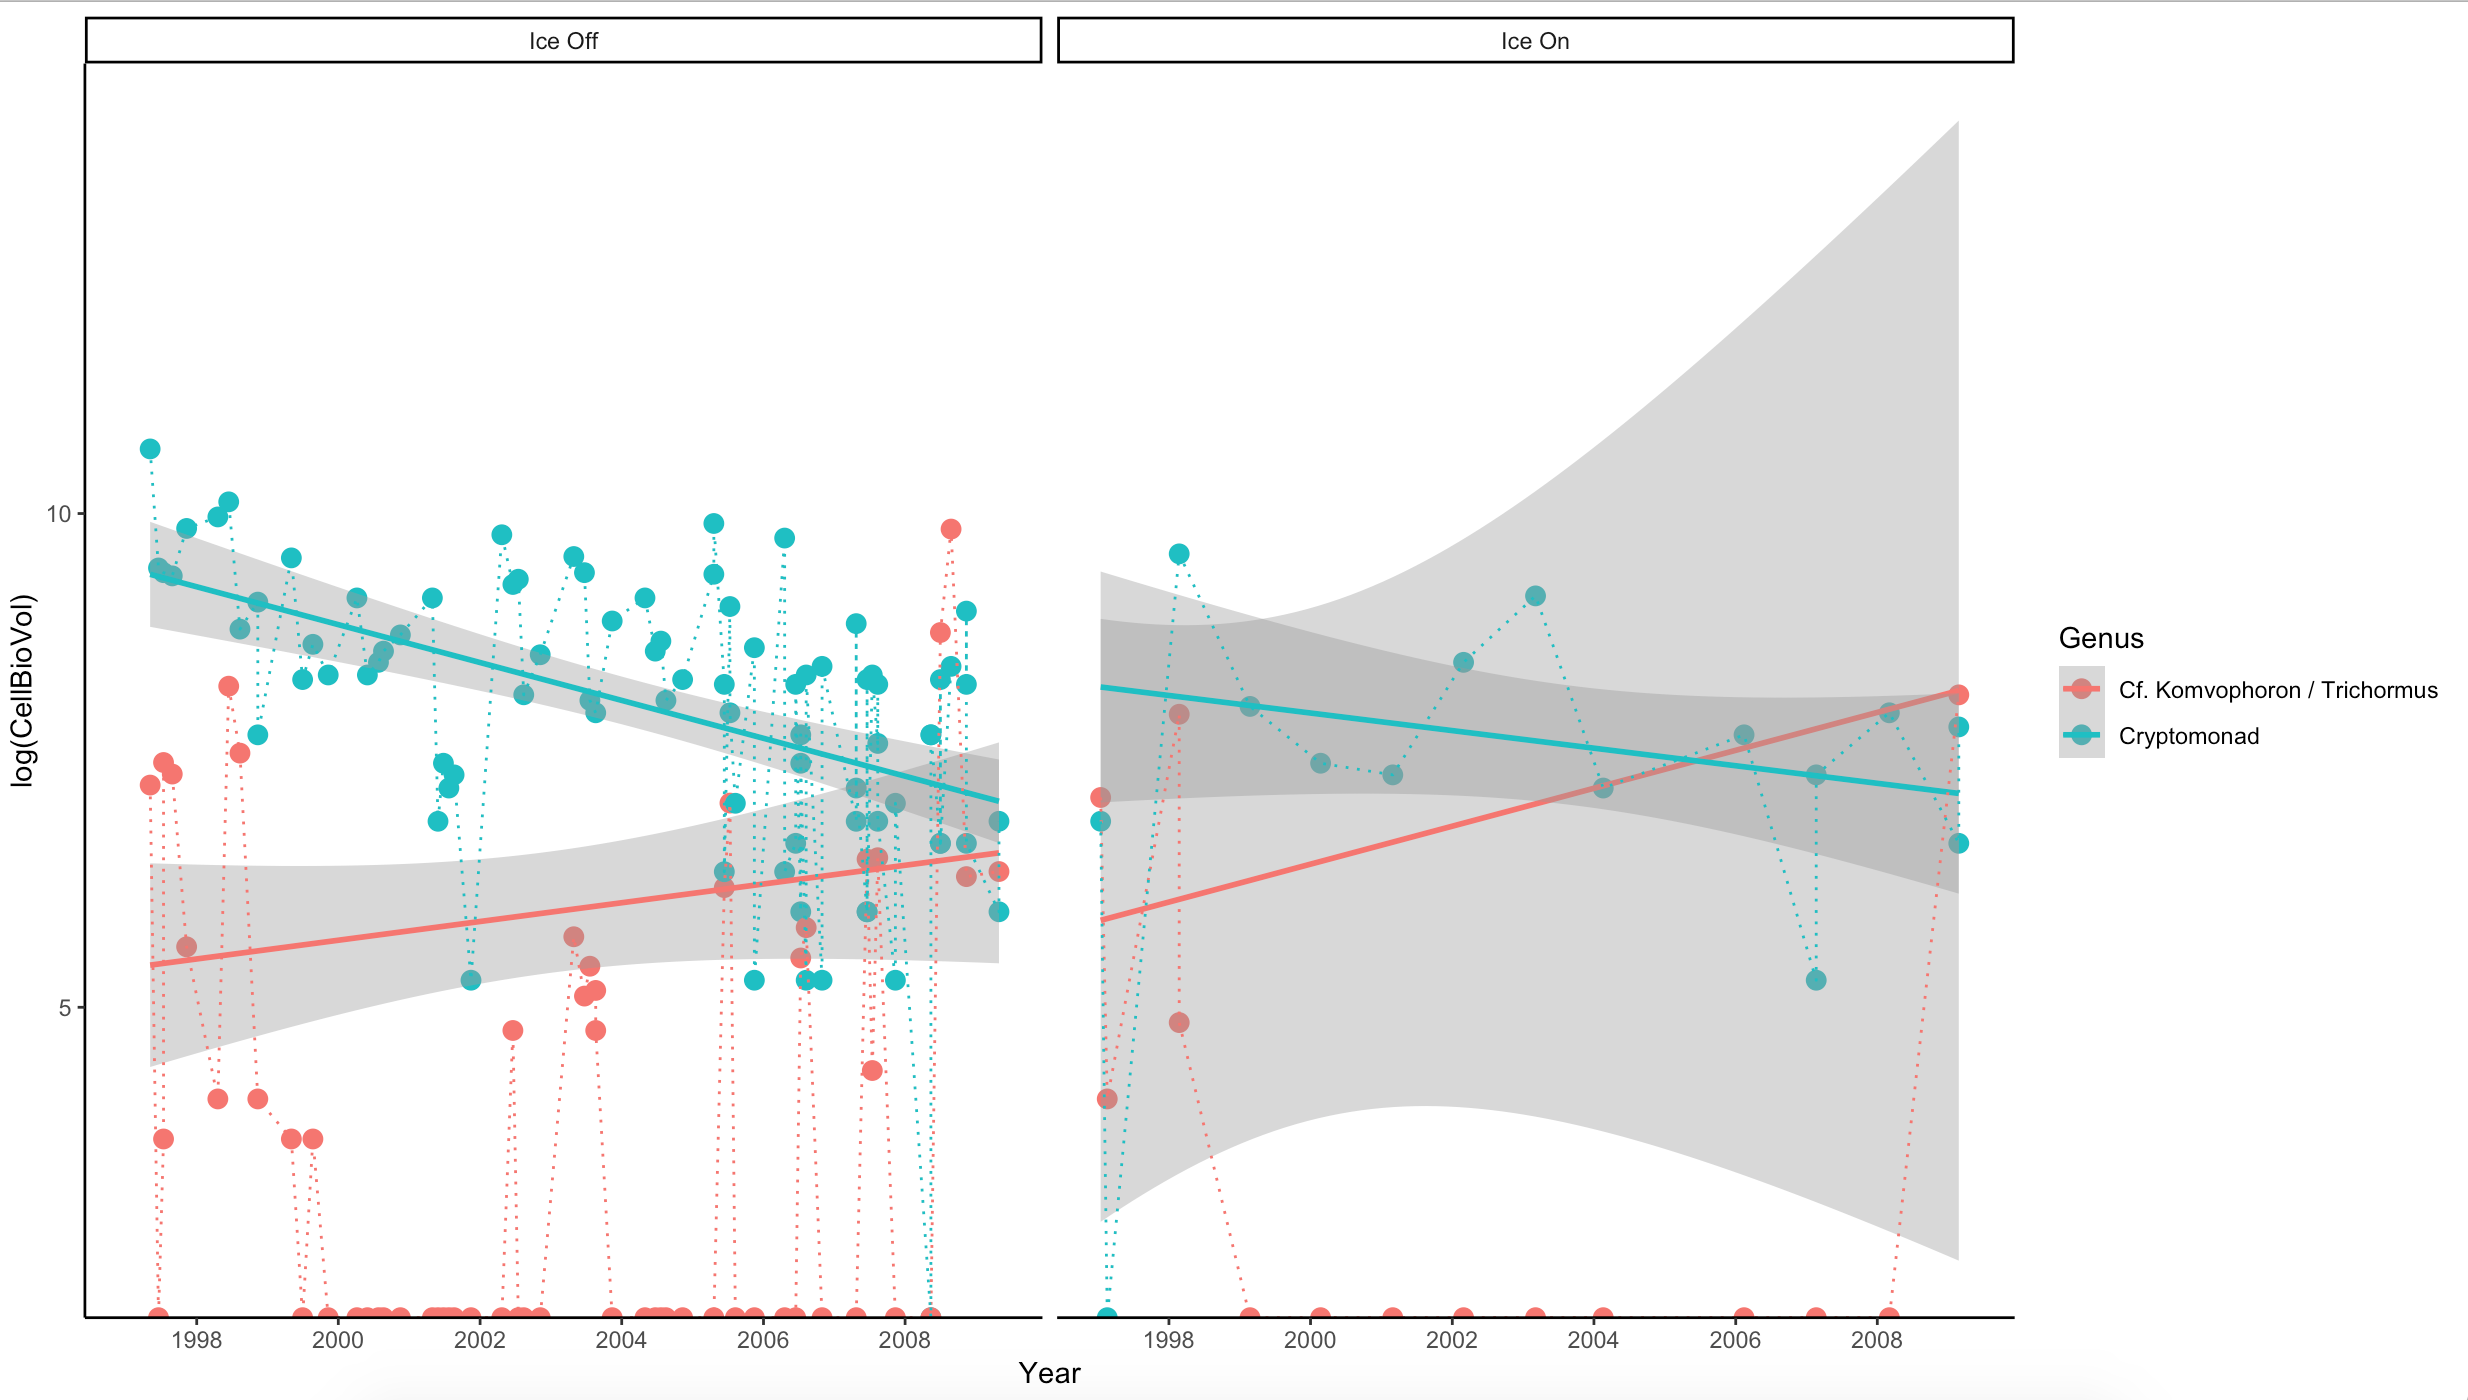 Ice Off
Ice On
log(CellBioVol)
10
5
1998 2000 2002 2004 2006 2008
1998 2000 2002 2004 2006 2008
Year
Genus
Cf. Komvophoron / Trichormus
Cryptomonad